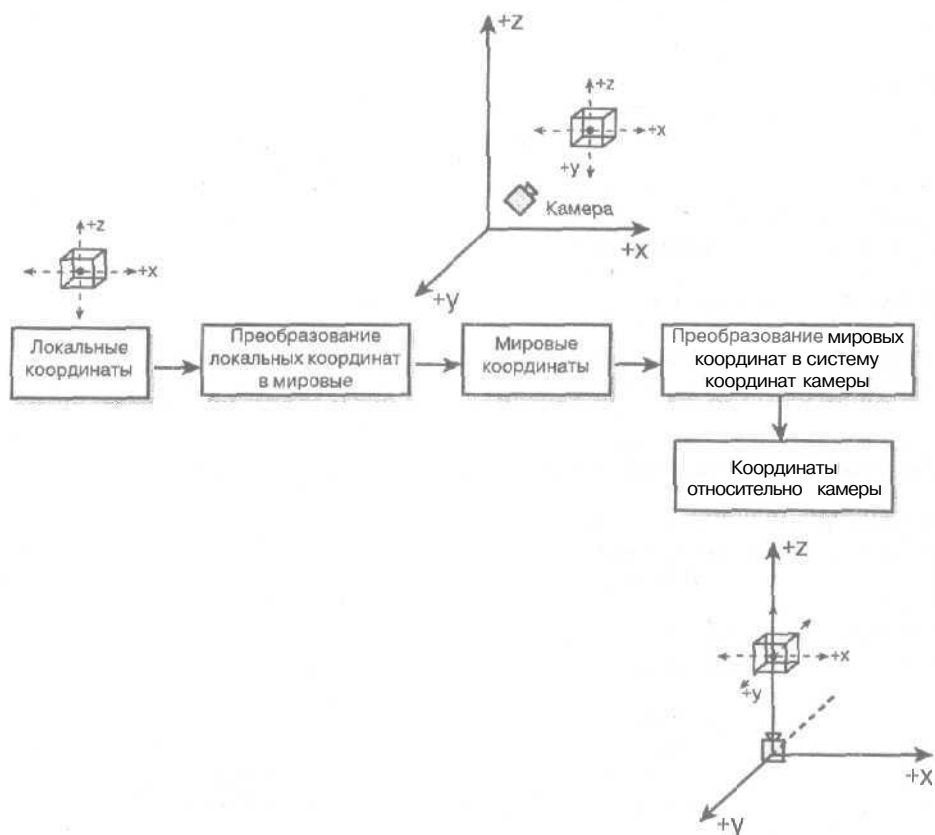 +z
+z
+x
+y
Камера
+x
+y
+z
+x
Локальные
координаты
Преобразование
локальных координат
в мировые
Мировые
координаты
Преобразование мировых
координат в систему
координат камеры
Координаты
относительно камеры
+z
+x
+y
+x
+y